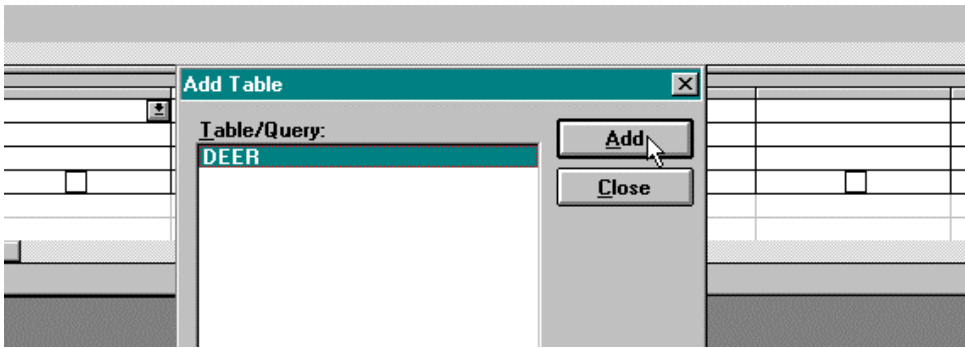 Add Table
Table/Query:
Add
DEER
Close